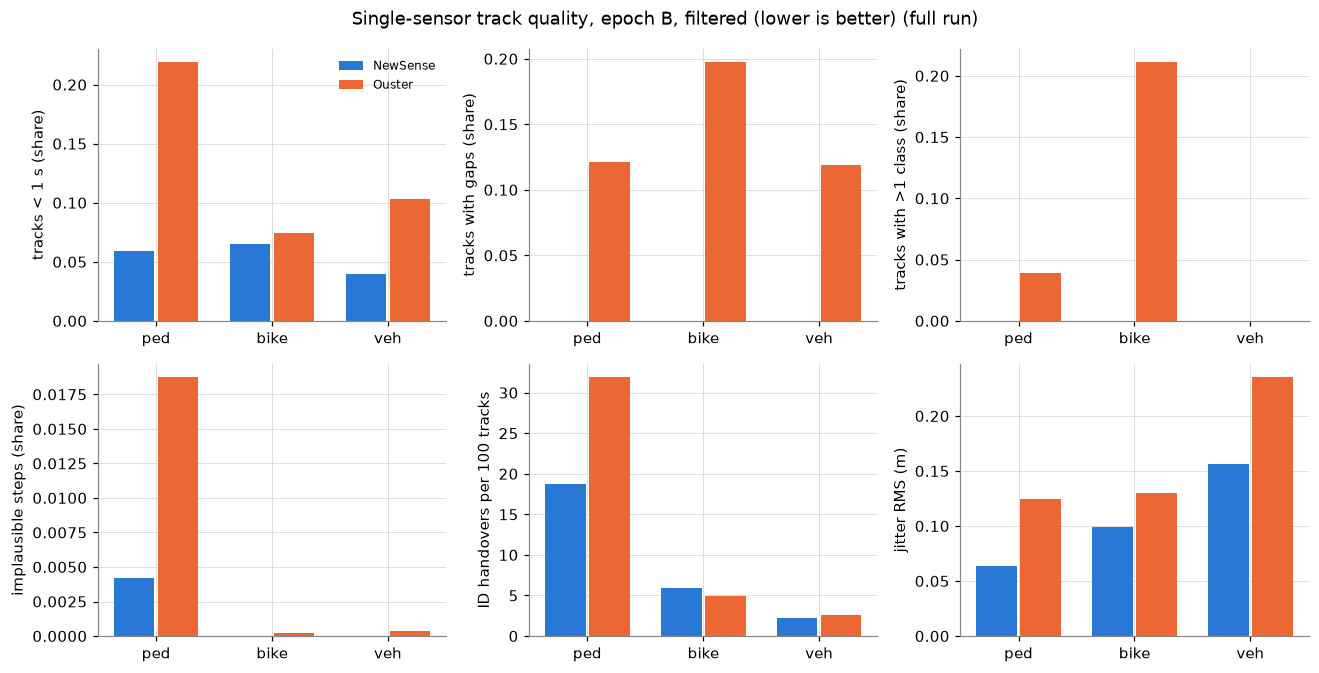 Single-sensor track quality, epoch B, filtered (lower is better) (full run)
tracks < 1 s (share)
0.20
0.15
0.10
0.05
0.00
ped bike veh
NewSense
Ouster
tracks with gaps (share)
0.20
0.15
0.10
0.05
0.00
ped bike veh
tracks with >1 class (share)
0.20
0.15
0.10
0.05
0.00
ped bike veh
implausible steps (share)
0.0175
0.0150
0.0125
0.0100
0.0075
0.0050
0.0025
0.0000
ped bike veh
ID handovers per 100 tracks
30
25
20
15
10
5
0
ped bike veh
jitter RMS (m)
0.20
0.15
0.10
0.05
0.00
ped bike veh